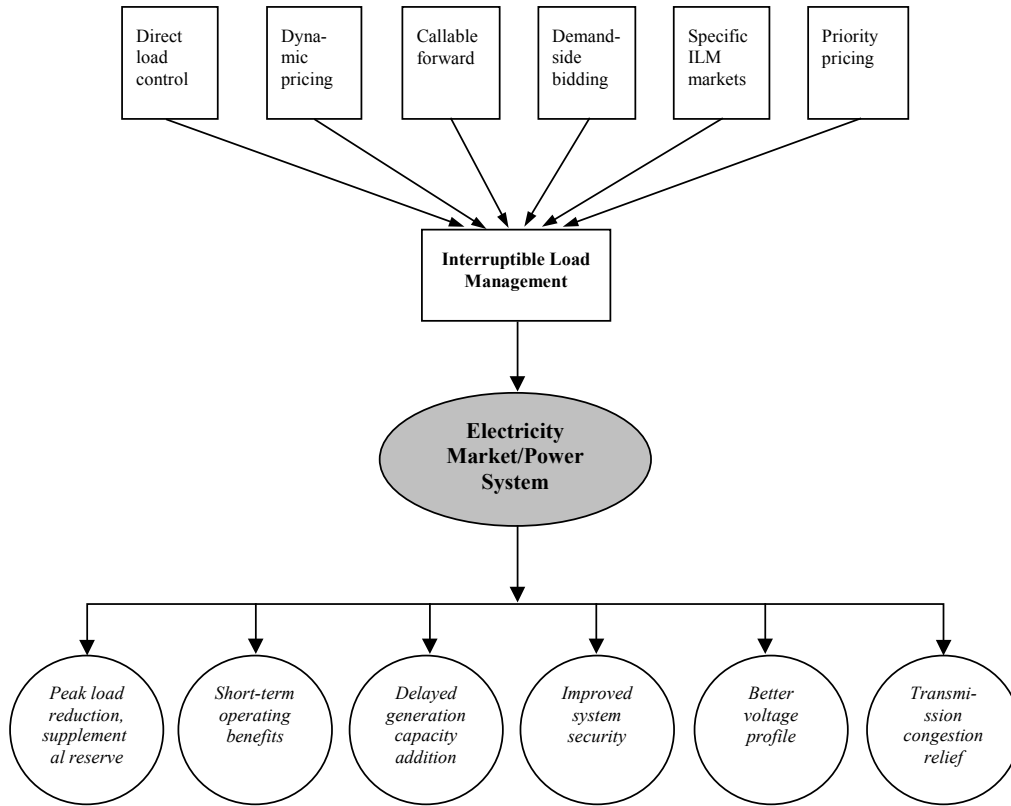 Direct
load
control
Dyna-
mic
pricing
Callable
forward
Demand-
side
bidding
Specific
ILM
markets
Priority
pricing
Interruptible Load
Management
Electricity
Market/Power
System
Peak load
reduction,
supplement
al reserve
Short-term
operating
benefits
Delayed
generation
capacity
addition
Improved
system
security
Better
voltage
profile
Transmi-
ssion
congestion
relief